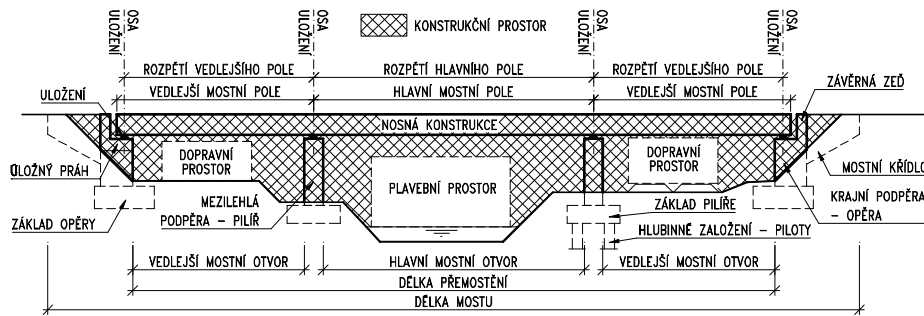 OSA
ULOŽENÍ
OSA
ULOŽENÍ
KONSTRUKČNÍ PROSTOR
OSA
ULOŽENÍ
OSA
ULOŽENÍ
ROZPĚTÍ VEDLEJŠÍHO POLE
ROZPĚTÍ HLAVNÍHO POLE
ROZPĚTÍ VEDLEJŠÍHO POLE
ULOŽENÍ
VEDLEJŠÍ MOSTNÍ POLE
HLAVNÍ MOSTNÍ POLE
VEDLEJŠÍ MOSTNÍ POLE
ZÁVĚRNÁ ZEĎ
NOSNÁ KONSTRUKCE
DOPRAVNÍ
PROSTOR
DOPRAVNÍ
PROSTOR
ÚLOŽNÝ PRÁH
PLAVEBNÍ PROSTOR
MOSTNÍ KŘÍDLO
MEZILEHLÁ
PODPĚRA - PILÍŘ
ZÁKLAD OPĚRY
ZÁKLAD PILÍŘE
KRAJNÍ PODPĚRA-
-OPĚRA
HLUBINNÉ ZALOŽENÍ - PILOTY
VEDLEJŠÍ MOSTNÍ OTVOR
HLAVNÍ MOSTNÍ OTVOR
VEDLEJŠÍ MOSTNÍ OTVOR
DÉLKA PŘEMOSTĚNÍ
DÉLKA MOSTU